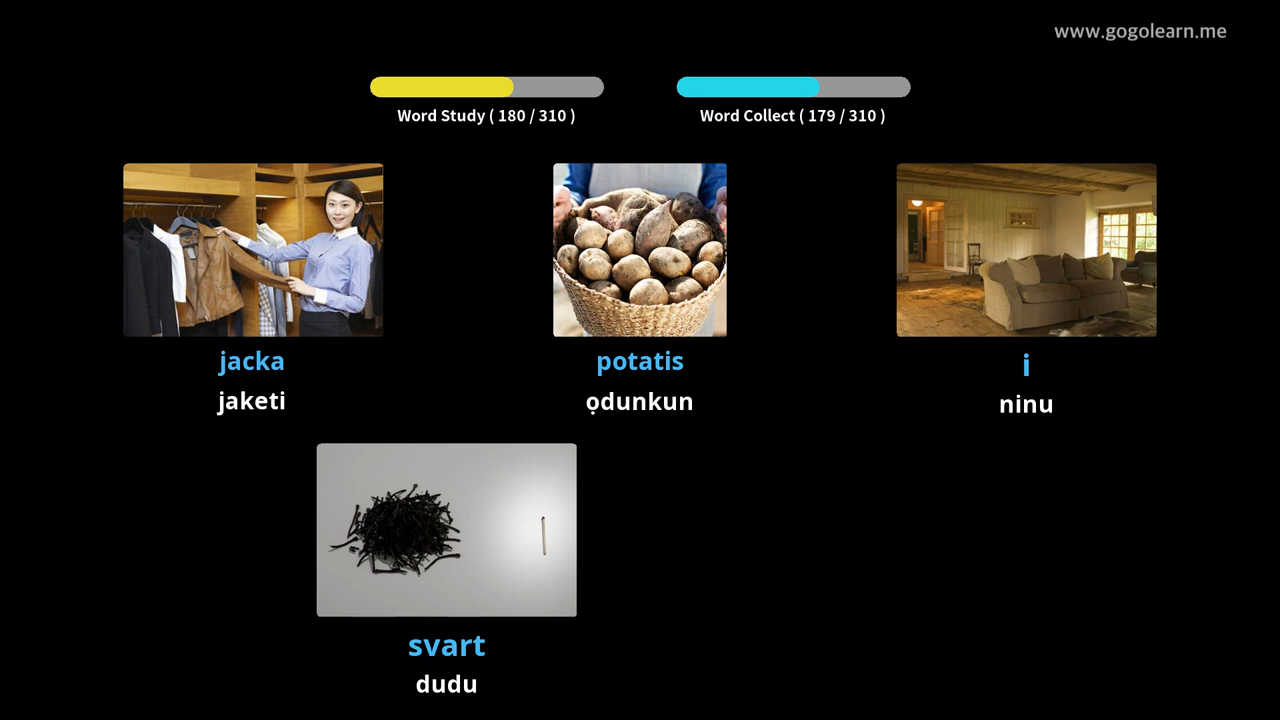 www.gogolearn.me
Word Study ( 180 / 310 )
Word Collect ( 179 / 310 )
jacka
jaketi
potatis
ọdunkun
i
ninu
svart
dudu